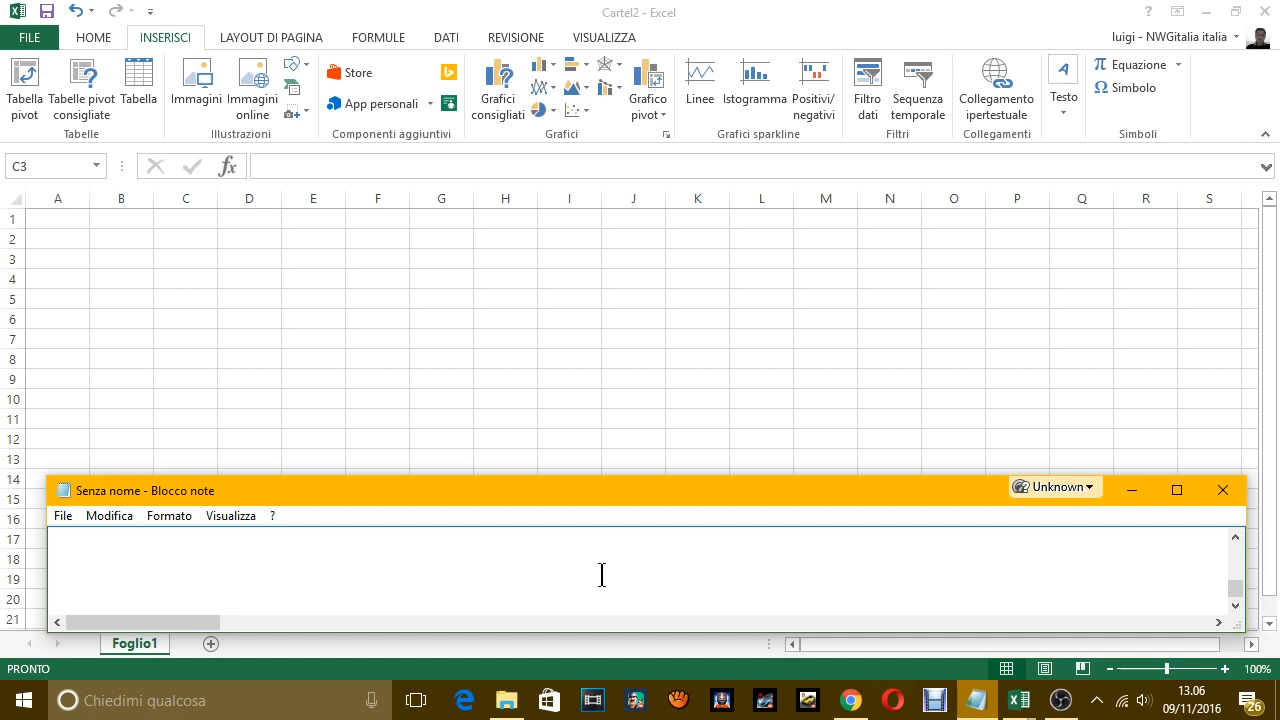 Cartel2 - Excel
FILE HOME INSERISCI LAYOUT DI PAGINA FORMULE DATI REVISIONE VISUALIZZA luigi - NWGitalia italia
Tabella pivot
Tabelle pivot consigliate
Tabella
Tabelle
Immagini
Immagini online
Illustrazioni
Store
App personali
Componenti aggiuntivi
Grafici consigliati
Grafico pivot
Grafici
Linee
Istogramma
Positivi/negativi
Grafici sparkline
Filtro dati
Sequenza temporale
Filtri
Collegamento ipertestuale
Collegamenti
Testo
Equazione
Simbolo
Simboli
C3
fx
A B C D E F G H I J K L M N O P Q R S
1
2
3
4
5
6
7
8
9
10
11
12
13
14
15
16
17
18
19
20
21
Senza nome - Blocco note Unknown
File Modifica Formato Visualizza ?
Foglio1
PRONTO 100%
Chiedimi qualcosa
13.06
09/11/2016
26